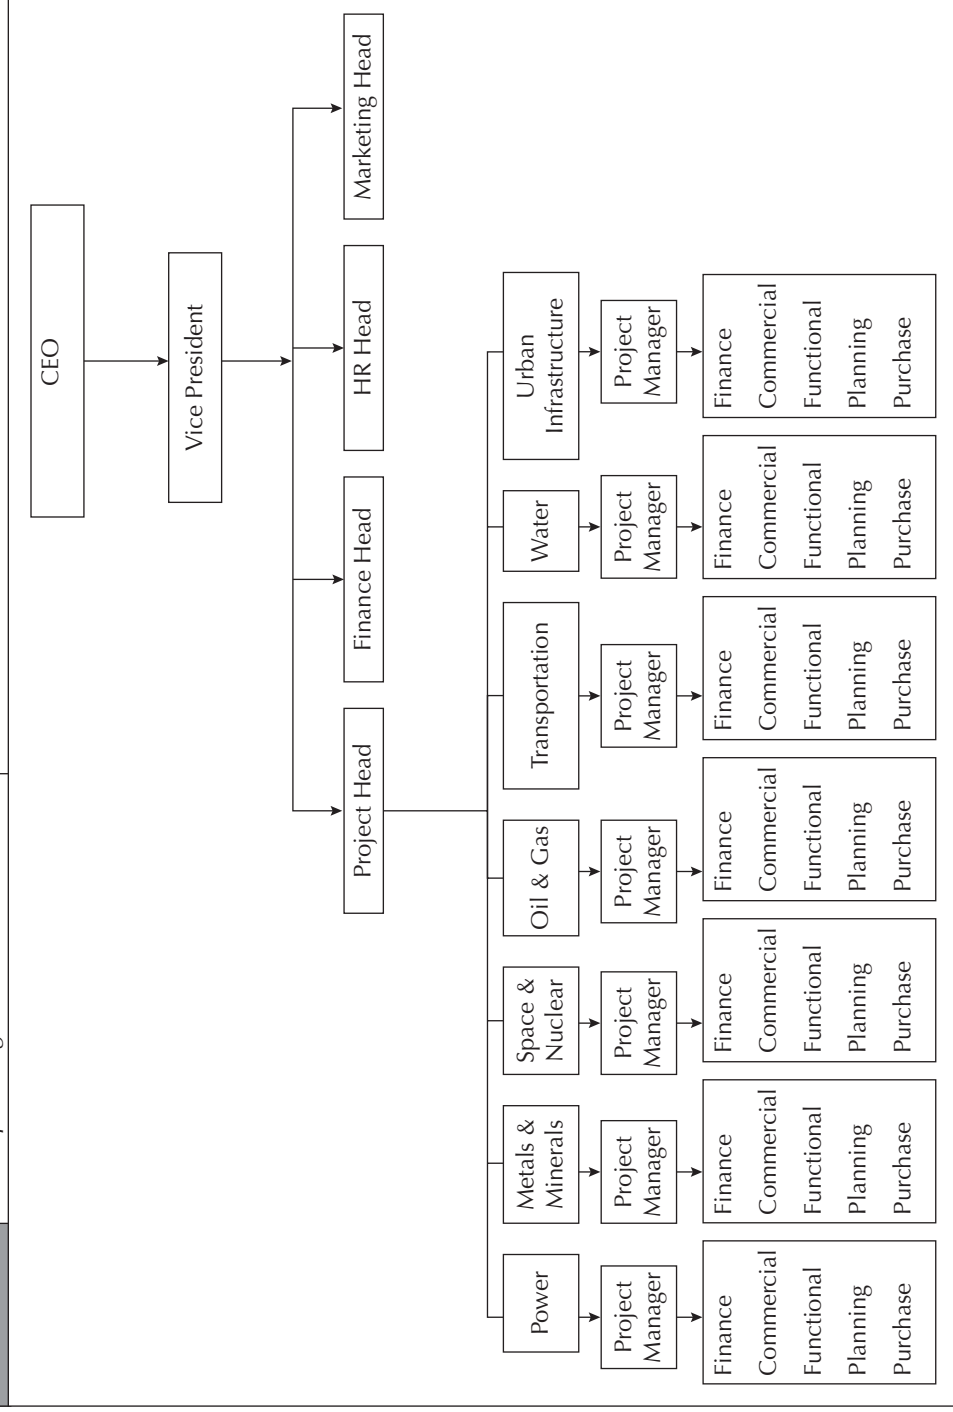 CEO
Vice President
Project Head
Finance Head
HR Head
Marketing Head
Power
Metals &
Minerals
Space &
Nuclear
Oil & Gas
Transportation
Water
Urban
Infrastructure
Project
Manager
Project
Manager
Project
Manager
Project
Manager
Project
Manager
Project
Manager
Project
Manager
Finance
Commercial
Functional
Planning
Purchase
Finance
Commercial
Functional
Planning
Purchase
Finance
Commercial
Functional
Planning
Purchase
Finance
Commercial
Functional
Planning
Purchase
Finance
Commercial
Functional
Planning
Purchase
Finance
Commercial
Functional
Planning
Purchase
Finance
Commercial
Functional
Planning
Purchase